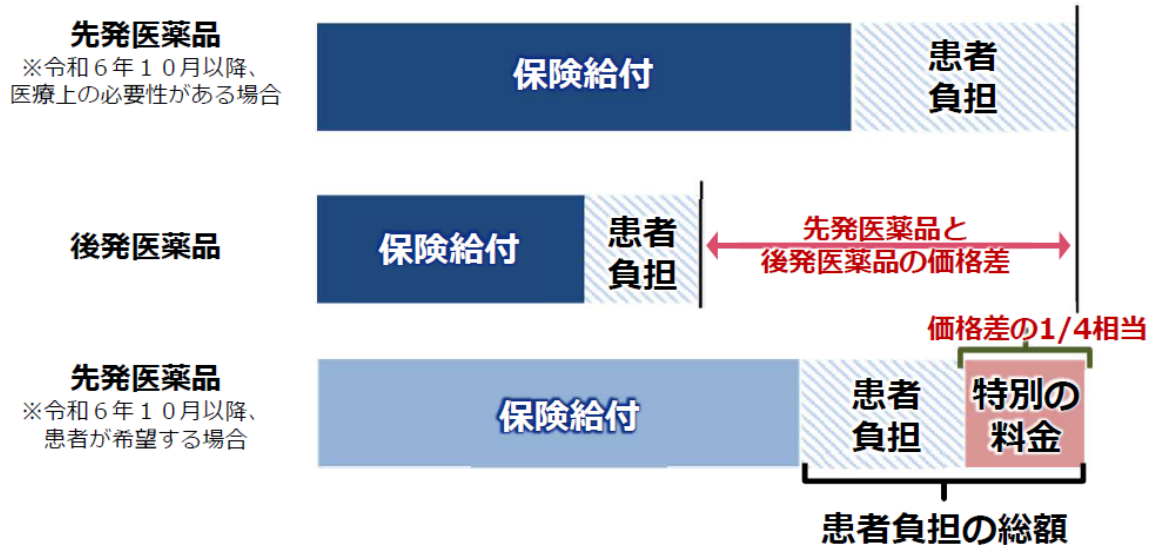 先発医薬品
※令和６年１０月以降、
医療上の必要性がある場合
保険給付
患者
負担
後発医薬品
保険給付
患者
負担
先発医薬品と
後発医薬品の価格差
価格差の1/4相当
先発医薬品
※令和６年１０月以降、
患者が希望する場合
保険給付
患者
負担
特別の
料金
患者負担の総額